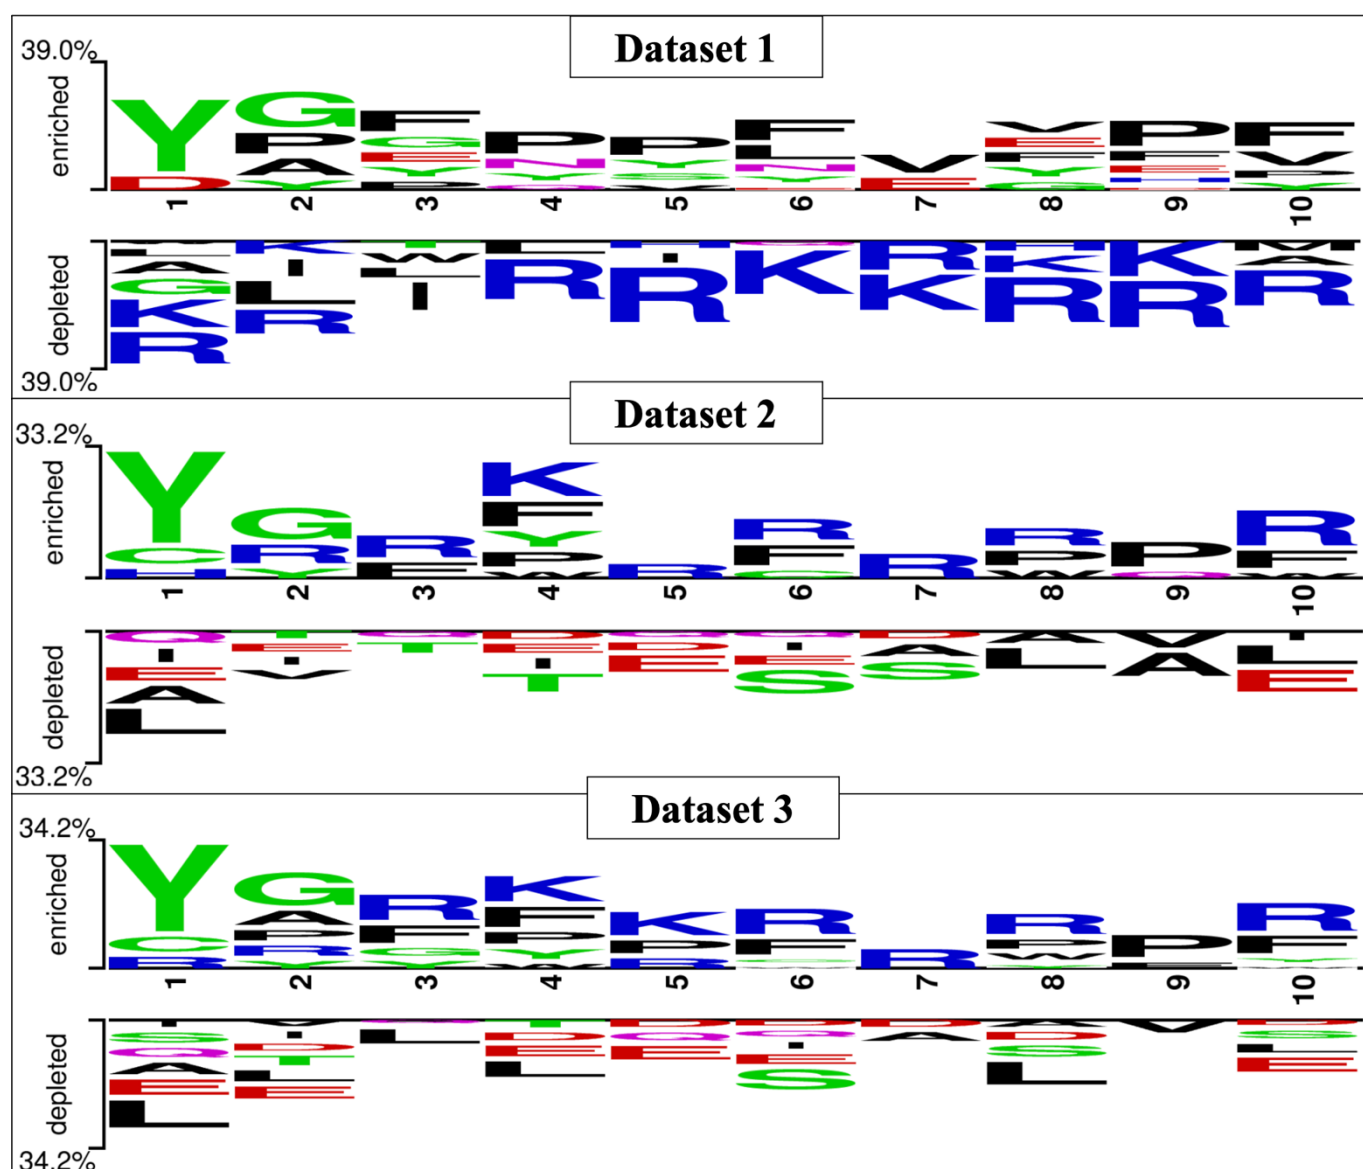 Dataset 1
39.0%
enriched
Y G F P P F V V P F
D P G N Y L E E F V
A E S N F E P
Y Y Y Y H Y
P G
1 2 3 4 5 6 7 8 9 10
depleted
A K T L I K R K K A
G I W R R K K R R R
K L L
R R I
39.0%
Dataset 2
33.2%
enriched
Y G R K R R R R P R
C R F F F P Q F
H Y Y G W W
P
W
1 2 3 4 5 6 7 8 9 10
depleted
Q T Q D Q Q D A V I
I E T E D I A L A L
E I I E E S E
A V T S
L
33.2%
Dataset 3
34.2%
enriched
Y G R K K R R R P R
C A F F P F P F
R P G P R W Y
R Y Y
Y W
1 2 3 4 5 6 7 8 9 10
depleted
I V Q T D D D A V D
S I L D Q Q A D S
Q D E E I S L
A T L E L E
E L S
L E
34.2%